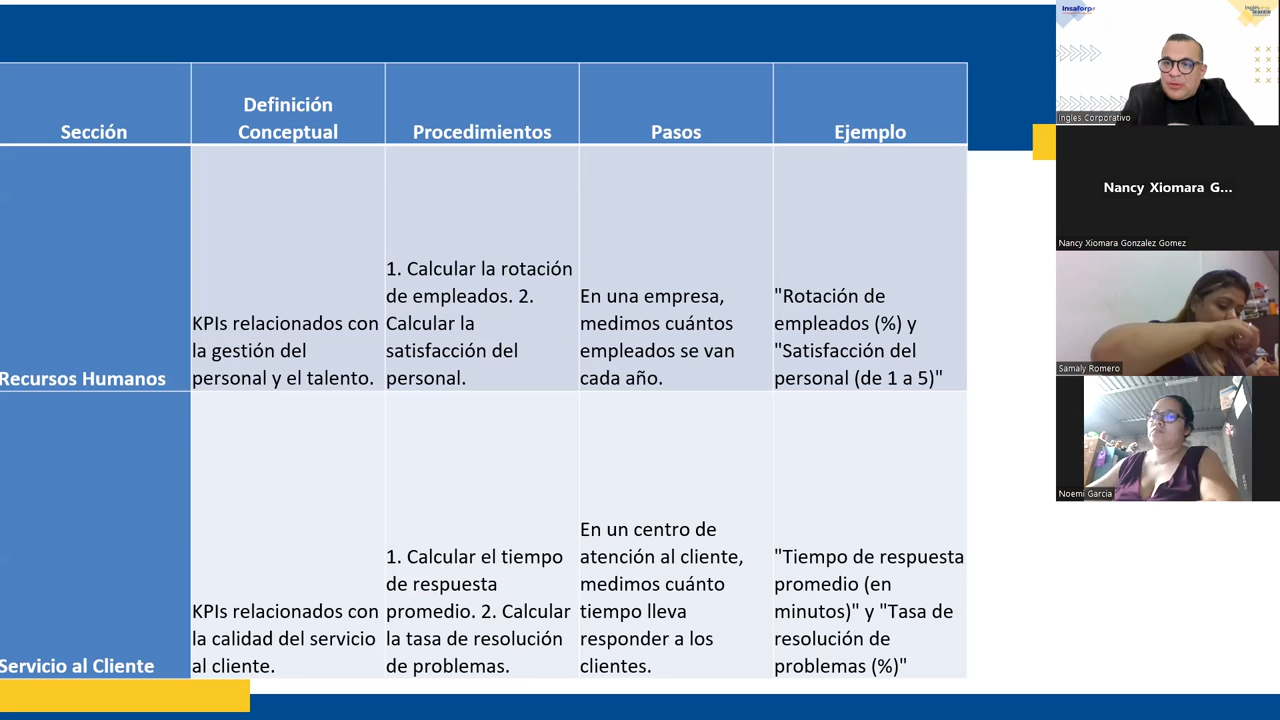 Sección
Definición
Conceptual
Procedimientos
Pasos
Ejemplo
Recursos Humanos
KPIs relacionados con
la gestión del
personal y el talento.
1. Calcular la rotación
de empleados. 2.
Calcular la
satisfacción del
personal.
En una empresa,
medimos cuántos
empleados se van
cada año.
"Rotación de
empleados (%) y
"Satisfacción del
personal (de 1 a 5)"
Servicio al Cliente
KPIs relacionados con
la calidad del servicio
al cliente.
1. Calcular el tiempo
de respuesta
promedio. 2. Calcular
la tasa de resolución
de problemas.
En un centro de
atención al cliente,
medimos cuánto
tiempo lleva
responder a los
clientes.
"Tiempo de respuesta
promedio (en
minutos)" y "Tasa de
resolución de
problemas (%)"
Insaforp
Ingles Corporativo
Nancy Xiomara G...
Nancy Xiomara Gonzalez Gomez
Samaly Romero
Noemi Garcia